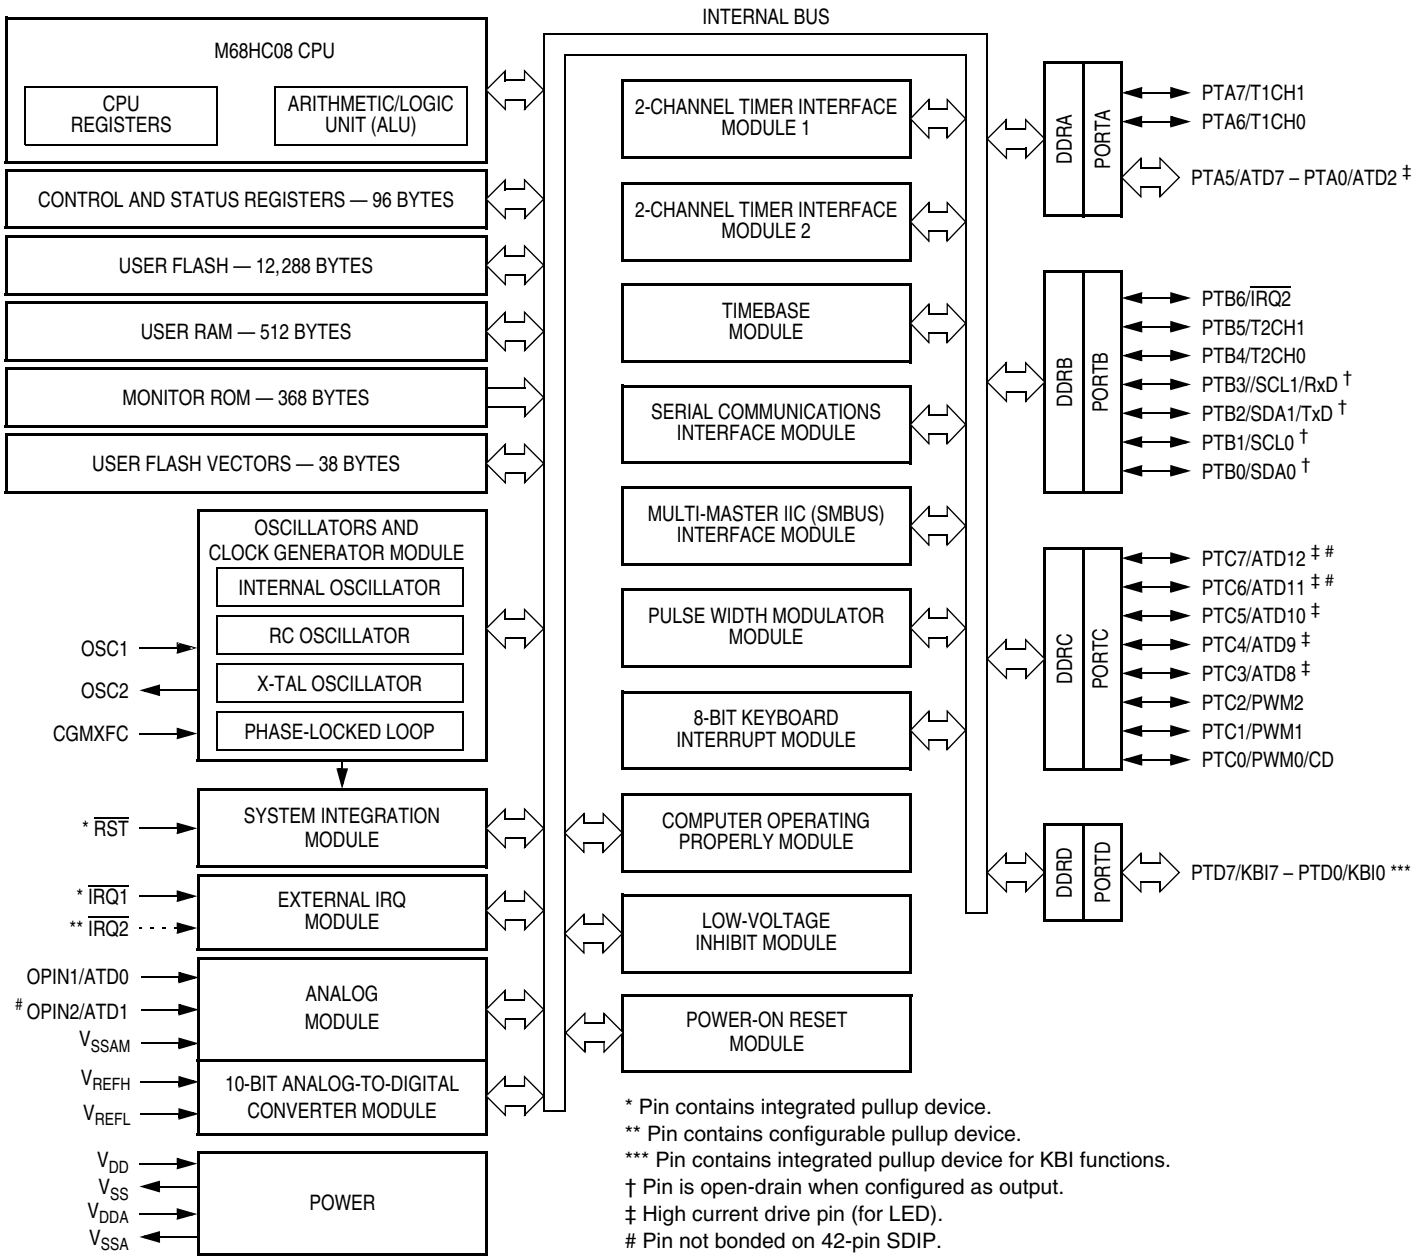 INTERNAL BUS
M68HC08 CPU
CPU
REGISTERS
ARITHMETIC/LOGIC
UNIT (ALU)
CONTROL AND STATUS REGISTERS — 96 BYTES
USER FLASH — 12,288 BYTES
USER RAM — 512 BYTES
MONITOR ROM — 368 BYTES
USER FLASH VECTORS — 38 BYTES
OSCILLATORS AND
CLOCK GENERATOR MODULE
INTERNAL OSCILLATOR
RC OSCILLATOR
X-TAL OSCILLATOR
PHASE-LOCKED LOOP
OSC1
OSC2
CGMXFC
SYSTEM INTEGRATION
MODULE
* RST
EXTERNAL IRQ
MODULE
* IRQ1
** IRQ2
ANALOG
MODULE
OPIN1/ATD0
# OPIN2/ATD1
VSSAM
10-BIT ANALOG-TO-DIGITAL
CONVERTER MODULE
VREFH
VREFL
POWER
VDD
VSS
VDDA
VSSA
2-CHANNEL TIMER INTERFACE
MODULE 1
2-CHANNEL TIMER INTERFACE
MODULE 2
TIMEBASE
MODULE
SERIAL COMMUNICATIONS
INTERFACE MODULE
MULTI-MASTER IIC (SMBUS)
INTERFACE MODULE
PULSE WIDTH MODULATOR
MODULE
8-BIT KEYBOARD
INTERRUPT MODULE
COMPUTER OPERATING
PROPERLY MODULE
LOW-VOLTAGE
INHIBIT MODULE
POWER-ON RESET
MODULE
DDRA
PORTA
PTA7/T1CH1
PTA6/T1CH0
PTA5/ATD7 – PTA0/ATD2 ‡
DDRB
PORTB
PTB6/IRQ2
PTB5/T2CH1
PTB4/T2CH0
PTB3//SCL1/RxD †
PTB2/SDA1/TxD †
PTB1/SCL0 †
PTB0/SDA0 †
DDRC
PORTC
PTC7/ATD12 ‡ #
PTC6/ATD11 ‡ #
PTC5/ATD10 ‡
PTC4/ATD9 ‡
PTC3/ATD8 ‡
PTC2/PWM2
PTC1/PWM1
PTC0/PWM0/CD
DDRD
PORTD
PTD7/KBI7 – PTD0/KBI0 ***
* Pin contains integrated pullup device.
** Pin contains configurable pullup device.
*** Pin contains integrated pullup device for KBI functions.
† Pin is open-drain when configured as output.
‡ High current drive pin (for LED).
# Pin not bonded on 42-pin SDIP.